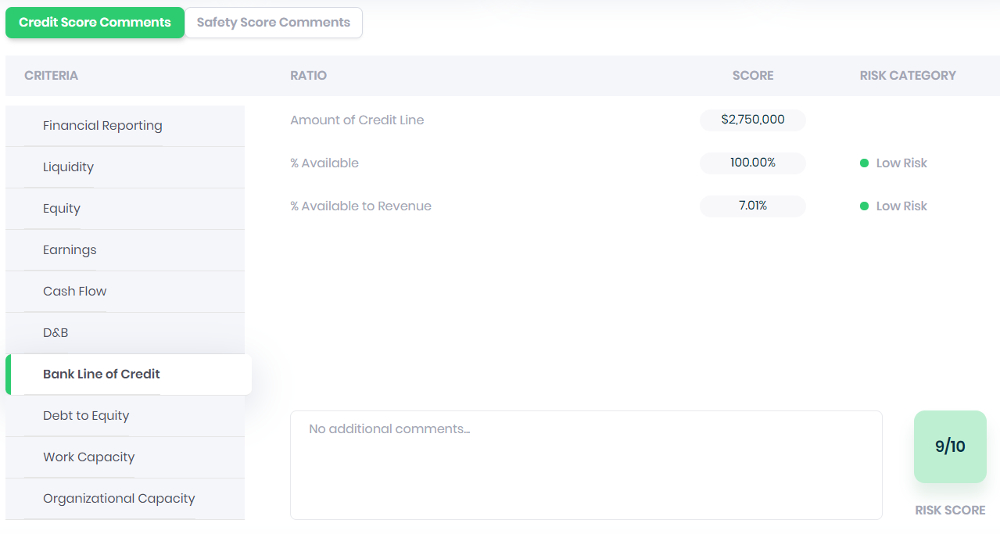 Credit Score Comments
Safety Score Comments
CRITERIA
RATIO
SCORE
RISK CATEGORY
Financial Reporting
Liquidity
Equity
Earnings
Cash Flow
D&B
Bank Line of Credit
Debt to Equity
Work Capacity
Organizational Capacity
Amount of Credit Line
$2,750,000
% Available
100.00%
Low Risk
% Available to Revenue
7.01%
Low Risk
No additional comments...
9/10
RISK SCORE